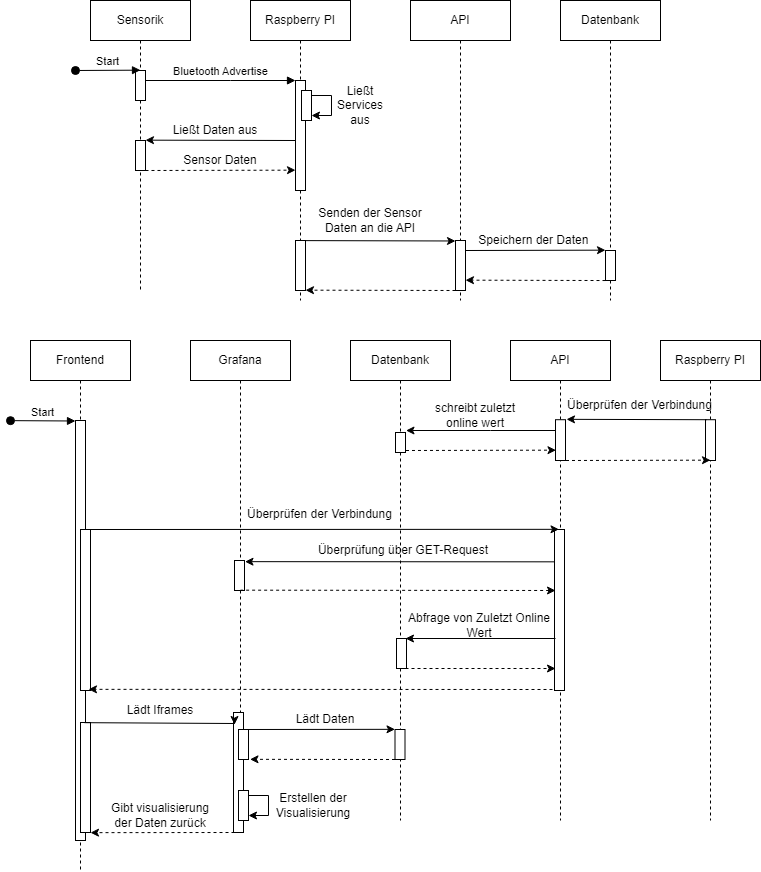 Sensorik
Raspberry PI
API
Datenbank
Start
Bluetooth Advertise
Ließt
Services
aus
Ließt Daten aus
Sensor Daten
Senden der Sensor
Daten an die API
Speichern der Daten
Frontend
Grafana
Datenbank
API
Raspberry PI
Start
schreibt zuletzt
online wert
Überprüfen der Verbindung
Überprüfen der Verbindung
Überprüfung über GET-Request
Abfrage von Zuletzt Online
Wert
Lädt Iframes
Lädt Daten
Erstellen der
Visualisierung
Gibt visualisierung
der Daten zurück